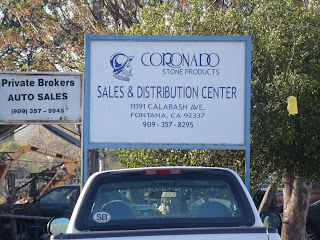 Private Brokers
AUTO SALES
(909) 357-9945
CORONADO
STONE PRODUCTS
SALES & DISTRIBUTION CENTER
11191 CALABASH AVE.
FONTANA, CA 92337
909-357-8295
SB